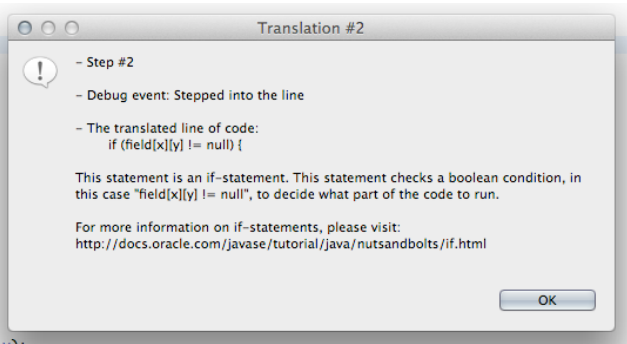 Translation #2
– Step #2
– Debug event: Stepped into the line
– The translated line of code:
if (field[x][y] != null) {
This statement is an if-statement. This statement checks a boolean condition, in
this case "field[x][y] != null", to decide what part of the code to run.
For more information on if-statements, please visit:
http://docs.oracle.com/javase/tutorial/java/nutsandbolts/if.html
OK